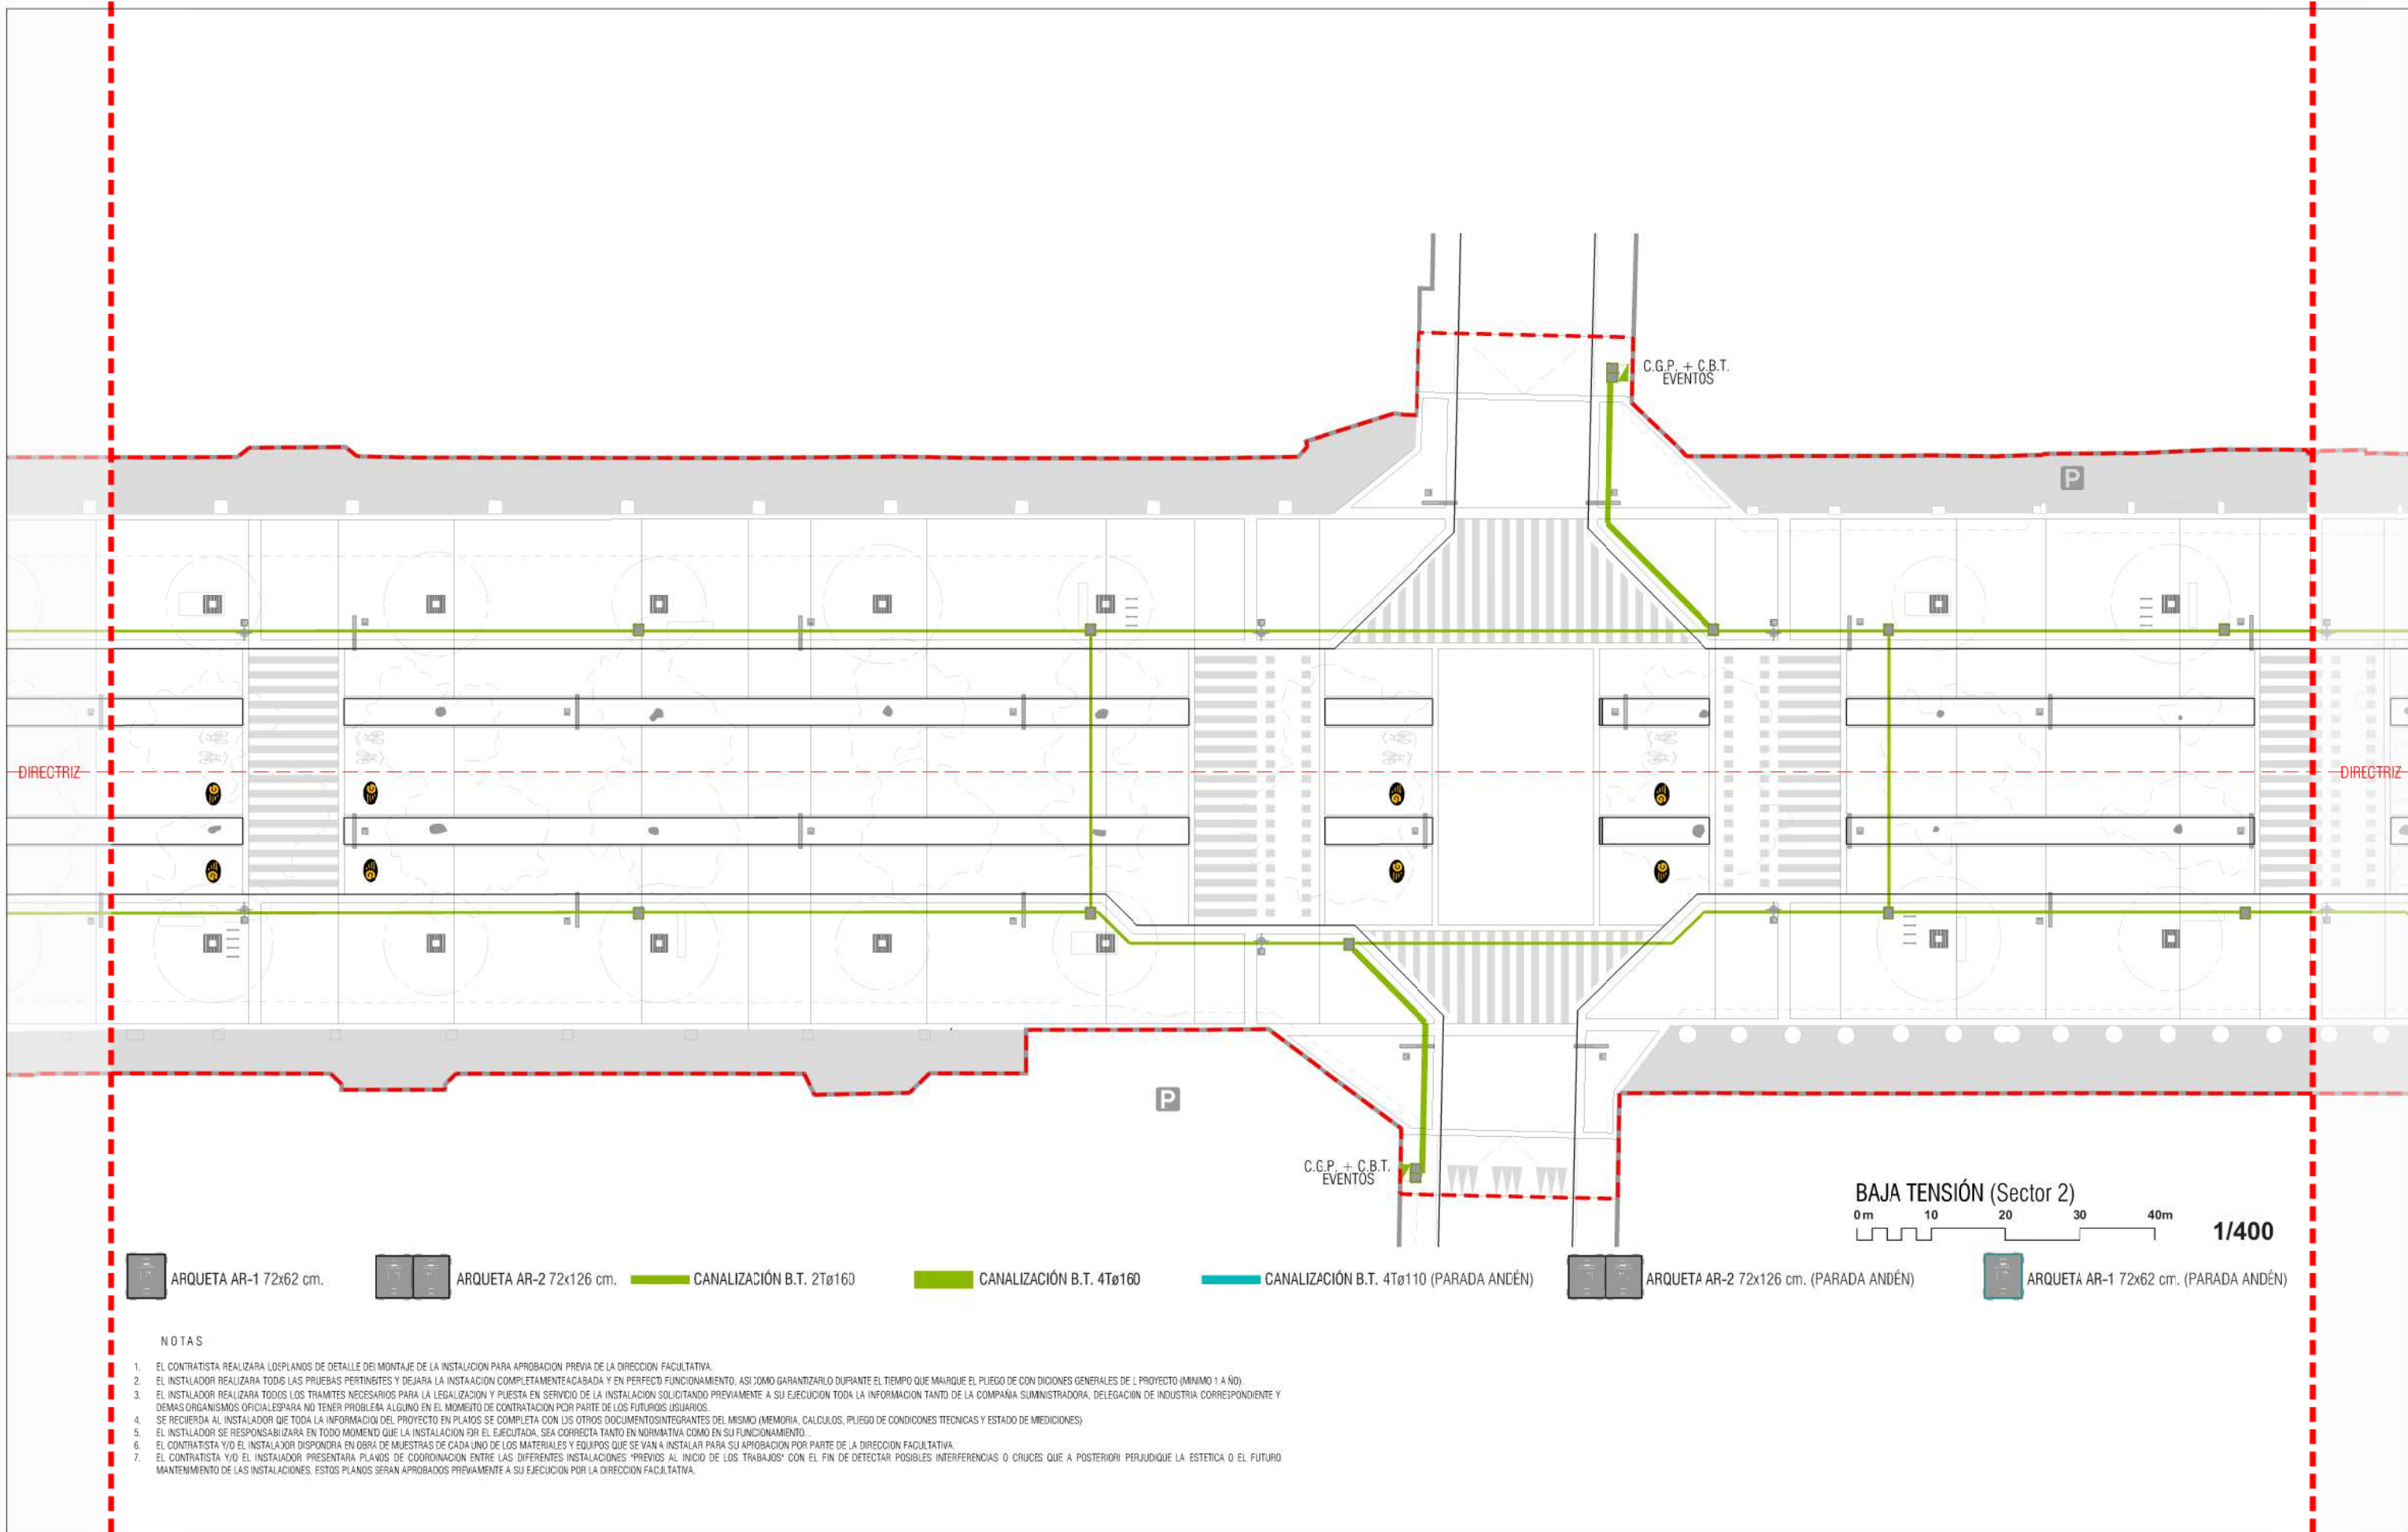 C.G.P. + C.B.T.
EVENTOS
P
DIRECTRIZ
DIRECTRIZ
P
C.G.P. + C.B.T.
EVENTOS
BAJA TENSIÓN (Sector 2)
0 m 10 20 30 40m
1/400
ARQUETA AR-1 72x62 cm.
ARQUETA AR-2 72x126 cm.
CANALIZACIÓN B.T. 2Tø160
CANALIZACIÓN B.T. 4Tø160
CANALIZACIÓN B.T. 4Tø110 (PARADA ANDÉN)
ARQUETA AR-2 72x126 cm. (PARADA ANDÉN)
ARQUETA AR-1 72x62 cm. (PARADA ANDÉN)
NOTAS
1. EL CONTRATISTA REALIZARA LOSPLANOS DE DETALLE DEI MONTAJE DE LA INSTALACION PARA APROBACION PREVIA DE LA DIRECCION FACULTATIVA.
2. EL INSTALADOR REALIZARA TODAS LAS PRUEBAS PERTINENTES Y DEJARA LA INSTAACION COMPLETAMENTEACABADA Y EN PERFECTO FUNCIONAMIENTO, ASI COMO GARANTIZARLO DURANTE EL TIEMPO QUE MARQUE EL PLIEGO DE CON DICIONES GENERALES DE L PROYECTO (MINIMO 1 AÑO).
3. EL INSTALADOR REALIZARA TODOS LOS TRAMITES NECESARIOS PARA LA LEGALIZACION Y PUESTA EN SERVICIO DE LA INSTALACION SOLICITANDO PREVIAMENTE A SU EJECUCION TODA LA INFORMACION TANTO DE LA COMPAÑIA SUMINISTRADORA, DELEGACION DE INDUSTRIA CORRESPONDIENTE Y
DEMAS ORGANISMOS OFICIALESPARA NO TENER PROBLEMA ALGUNO EN EL MOMENTO DE CONTRATACION POR PARTE DE LOS FUTUROS USUARIOS.
4. SE RECUERDA AL INSTALADOR QUE TODA LA INFORMACION DEL PROYECTO EN PLANOS SE COMPLETA CON LOS OTROS DOCUMENTOSINTEGRANTES DEL MISMO (MEMORIA, CALCULOS, PLIEGO DE CONDICONES TECNICAS Y ESTADO DE MEDICIONES)
5. EL INSTALADOR SE RESPONSABILIZARA EN TODO MOMENTO QUE LA INSTALACION POR EL EJECUTADA, SEA CORRECTA TANTO EN NORMATIVA COMO EN SU FUNCIONAMIENTO.
6. EL CONTRATISTA Y/O EL INSTALADOR DISPONDRA EN OBRA DE MUESTRAS DE CADA UNO DE LOS MATERIALES Y EQUIPOS QUE SE VAN A INSTALAR PARA SU APROBACION POR PARTE DE LA DIRECCION FACULTATIVA.
7. EL CONTRATISTA Y/O EL INSTALADOR PRESENTARA PLANOS DE COORDINACION ENTRE LAS DIFERENTES INSTALACIONES "PREVIOS AL INICIO DE LOS TRABAJOS" CON EL FIN DE DETECTAR POSIBLES INTERFERENCIAS O CRUCES QUE A POSTERIORI PERJUDIQUE LA ESTETICA O EL FUTURO
MANTENIMIENTO DE LAS INSTALACIONES. ESTOS PLANOS SERAN APROBADOS PREVIAMENTE A SU EJECUCION POR LA DIRECCION FACULTATIVA.